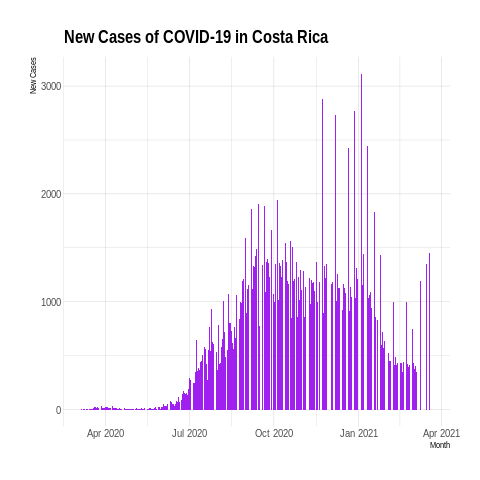 New Cases of COVID-19 in Costa Rica
New Cases
3000
2000
1000
0
Apr 2020 Jul 2020 Oct 2020 Jan 2021 Apr 2021
Month